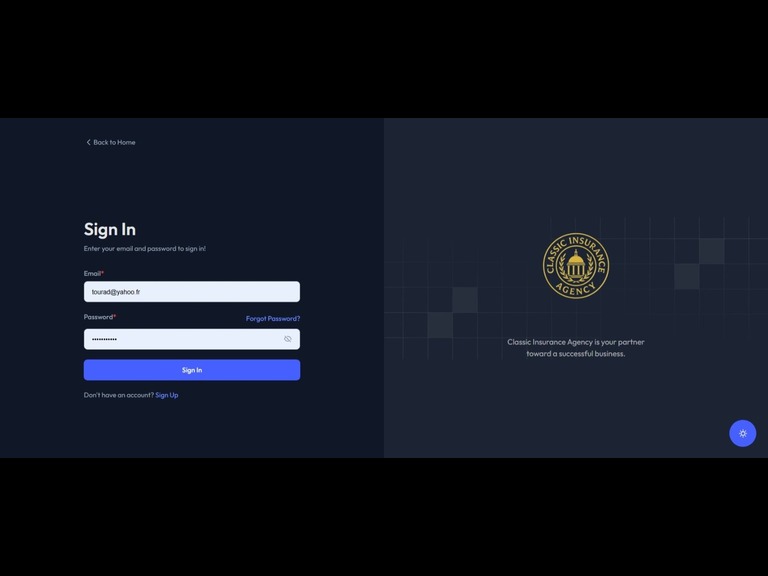 Back to Home
Sign In
Enter your email and password to sign in!
Email*
tourad@yahoo.fr
Password*
Forgot Password?
•••••••••••
Sign In
Don't have an account? Sign Up
CLASSIC INSURANCE
AGENCY
Classic Insurance Agency is your partner
toward a successful business.